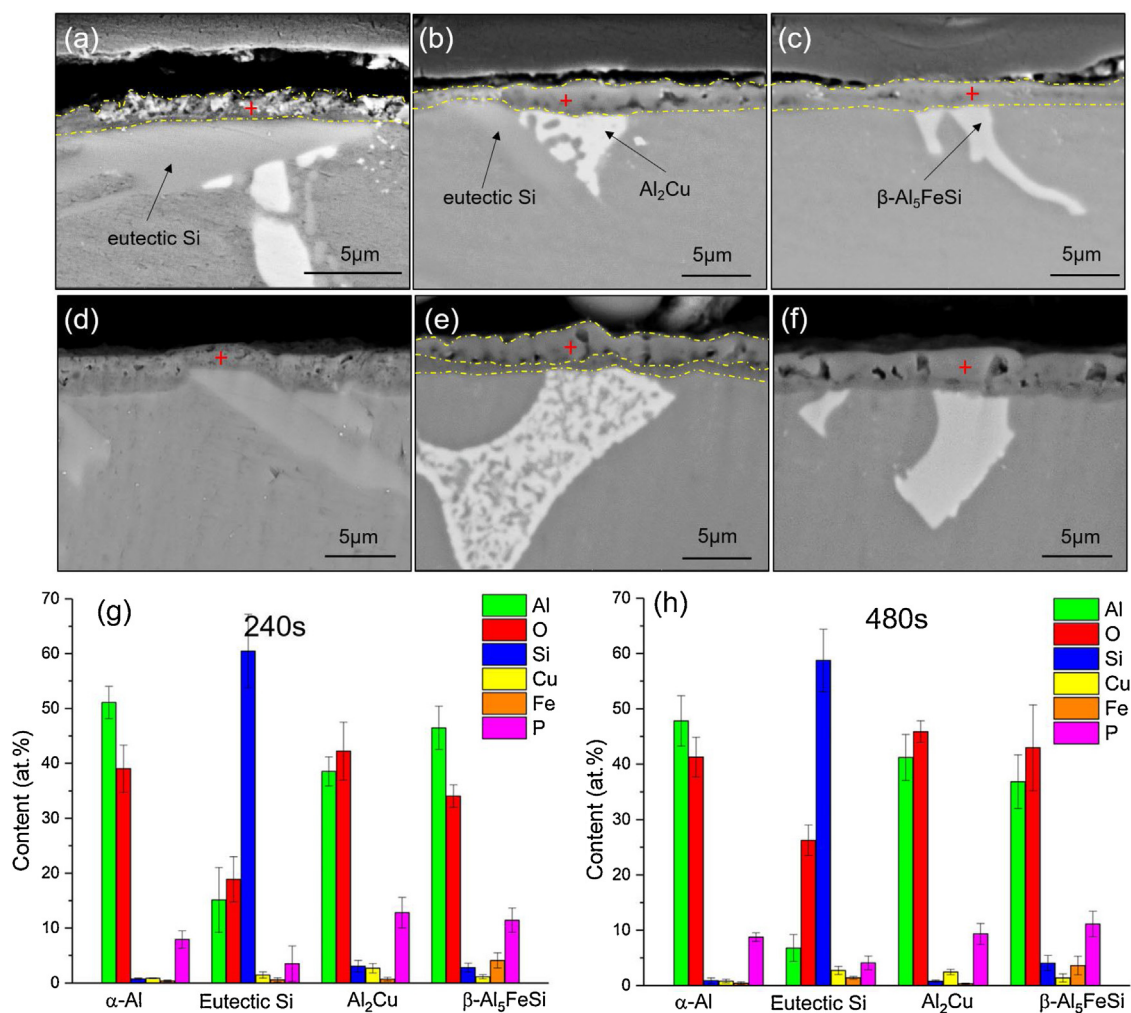 (a)
eutectic Si
5μm
(b)
eutectic Si
Al₂Cu
5μm
(c)
β-Al₅FeSi
5μm
(d)
5μm
(e)
5μm
(f)
5μm
(g)
240s
Al
O
Si
Cu
Fe
P
70
60
50
40
30
20
10
0
Content (at.%)
α-Al
Eutectic Si
Al₂Cu
β-Al₅FeSi
(h)
480s
Al
O
Si
Cu
Fe
P
70
60
50
40
30
20
10
0
Content (at.%)
α-Al
Eutectic Si
Al₂Cu
β-Al₅FeSi